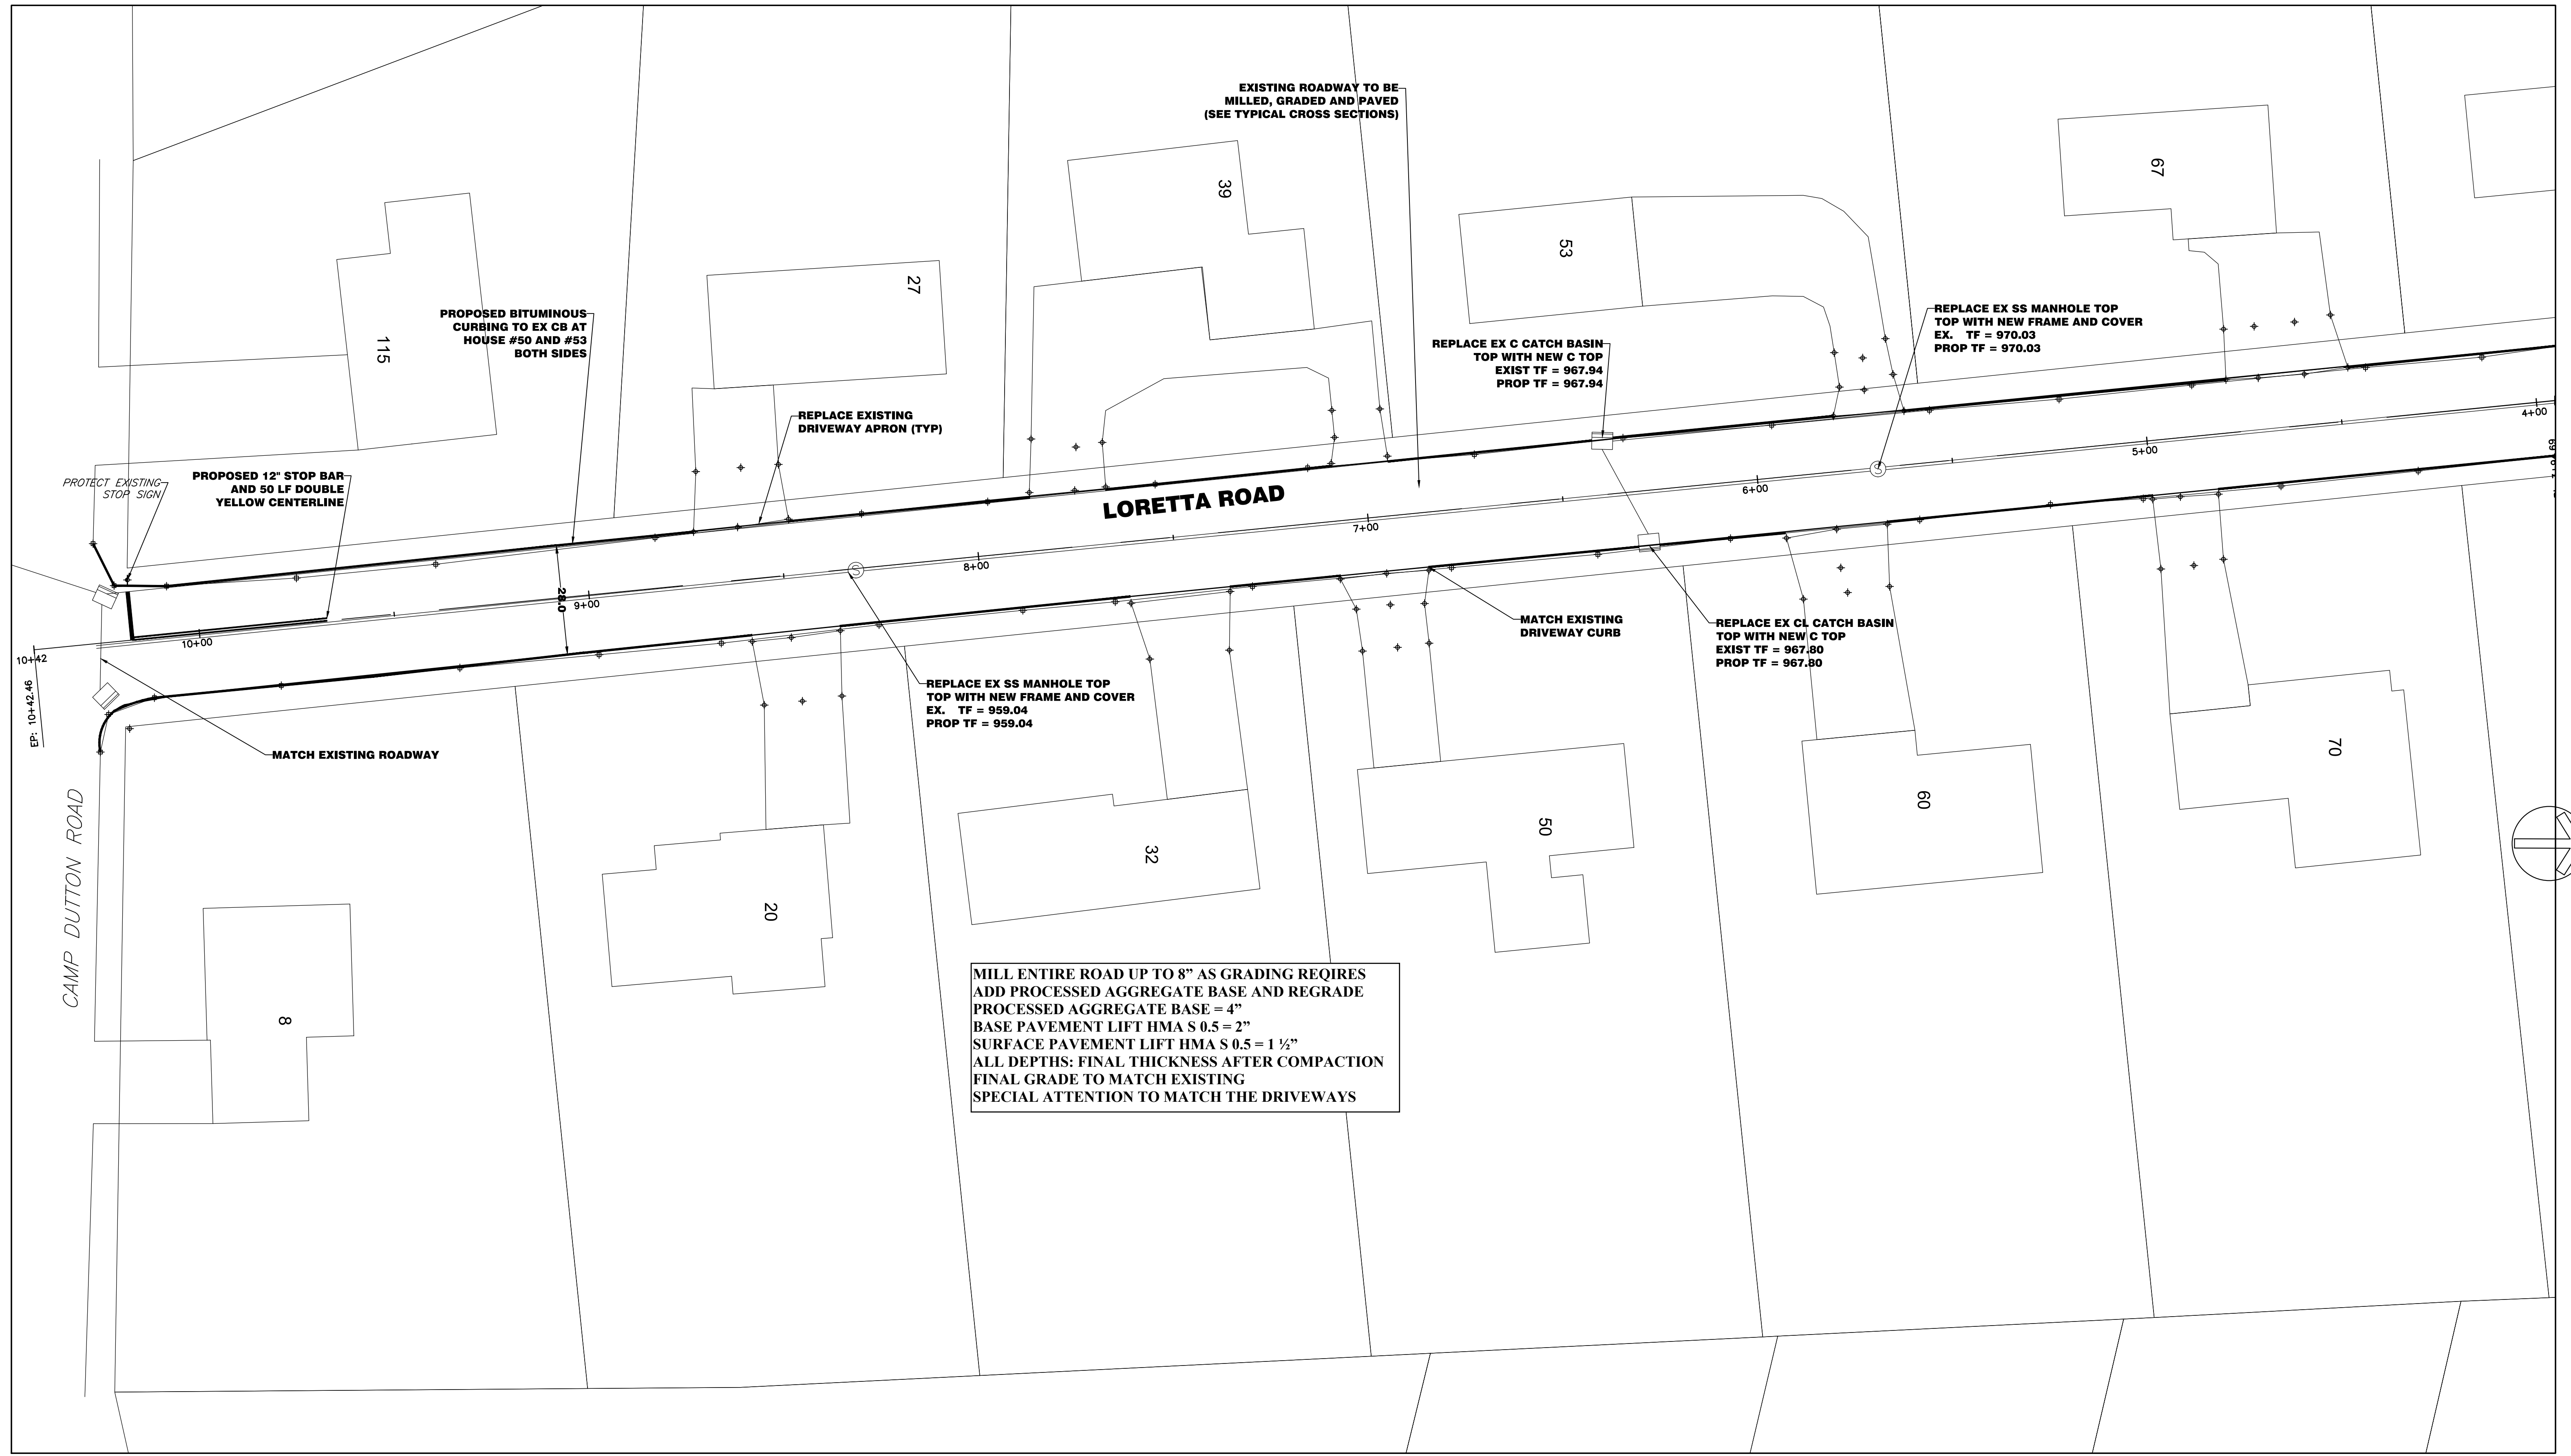 EXISTING ROADWAY TO BE
MILLED, GRADED AND PAVED
(SEE TYPICAL CROSS SECTIONS)
67
39
53
27
REPLACE EX SS MANHOLE TOP
TOP WITH NEW FRAME AND COVER
EX. TF = 970.03
PROP TF = 970.03
PROPOSED BITUMINOUS
CURBING TO EX CB AT
HOUSE #50 AND #53
BOTH SIDES
115
REPLACE EX C CATCH BASIN
TOP WITH NEW C TOP
EXIST TF = 967.94
PROP TF = 967.94
REPLACE EXISTING
DRIVEWAY APRON (TYP)
4+00
5+00
PROTECT EXISTING
STOP SIGN
PROPOSED 12" STOP BAR
AND 50 LF DOUBLE
YELLOW CENTERLINE
LORETTA ROAD
6+00
7+00
8+00
9+00
28.0
10+00
10+42
EP: 10+42.46
MATCH EXISTING
DRIVEWAY CURB
REPLACE EX CL CATCH BASIN
TOP WITH NEW C TOP
EXIST TF = 967.80
PROP TF = 967.80
REPLACE EX SS MANHOLE TOP
TOP WITH NEW FRAME AND COVER
EX. TF = 959.04
PROP TF = 959.04
MATCH EXISTING ROADWAY
CAMP DUTTON ROAD
70
60
50
32
20
8
S
S
MILL ENTIRE ROAD UP TO 8” AS GRADING REQIRES
ADD PROCESSED AGGREGATE BASE AND REGRADE
PROCESSED AGGREGATE BASE = 4”
BASE PAVEMENT LIFT HMA S 0.5 = 2”
SURFACE PAVEMENT LIFT HMA S 0.5 = 1 ½”
ALL DEPTHS: FINAL THICKNESS AFTER COMPACTION
FINAL GRADE TO MATCH EXISTING
SPECIAL ATTENTION TO MATCH THE DRIVEWAYS